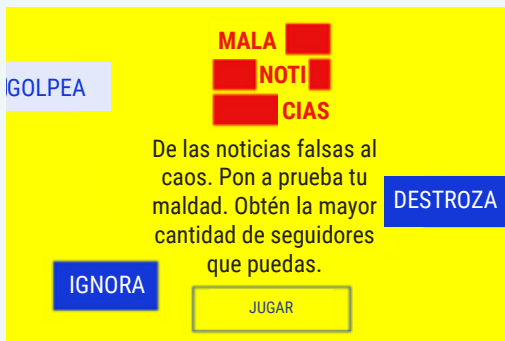 MALA
NOTI
CIAS
GOLPEA
De las noticias falsas al
caos. Pon a prueba tu
maldad. Obtén la mayor
cantidad de seguidores
que puedas.
DESTROZA
IGNORA
JUGAR